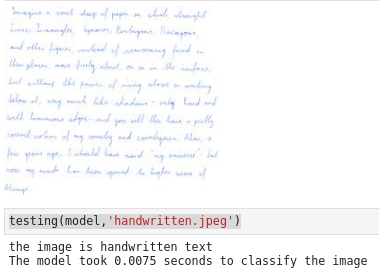 Imagine a vast sheep of paper on which straight
Lines, Triangles, Squares, Pentagons, Hexagons,
and other figures, instead of remaining fixed in
their places, move freely about, on or in the surface,
but without the power of rising above or sinking
below it, very much like shadows - only hard and
with luminous edges - and you will then have a pretty
correct notion of my country and countrymen. Alas, a
few years ago, I should have said "my universe": but
now my mind has been opened to higher views of
things.
testing(model,'handwritten.jpeg')
the image is handwritten text
The model took 0.0075 seconds to classify the image